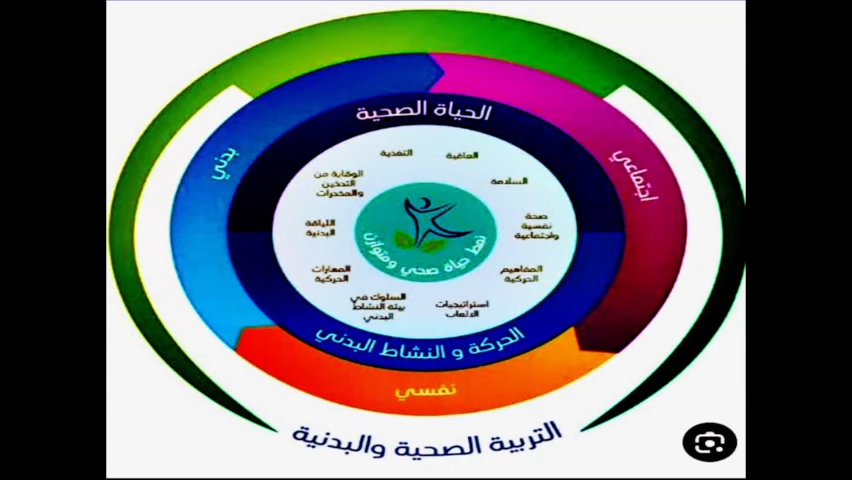 الحياة الصحية
بدني
اجتماعي
التغذية
العافية
الوقاية من
التدخين
والمخدرات
السلامة
اللياقة
البدنية
صحة
نفسية
واجتماعية
المهارات
الحركية
المفاهيم
الحركية
السلوك في
بيئة النشاط
البدني
استراتيجيات
الالعاب
نمط حياة صحي ومتوازن
الحركة و النشاط البدني
نفسي
التربية الصحية والبدنية